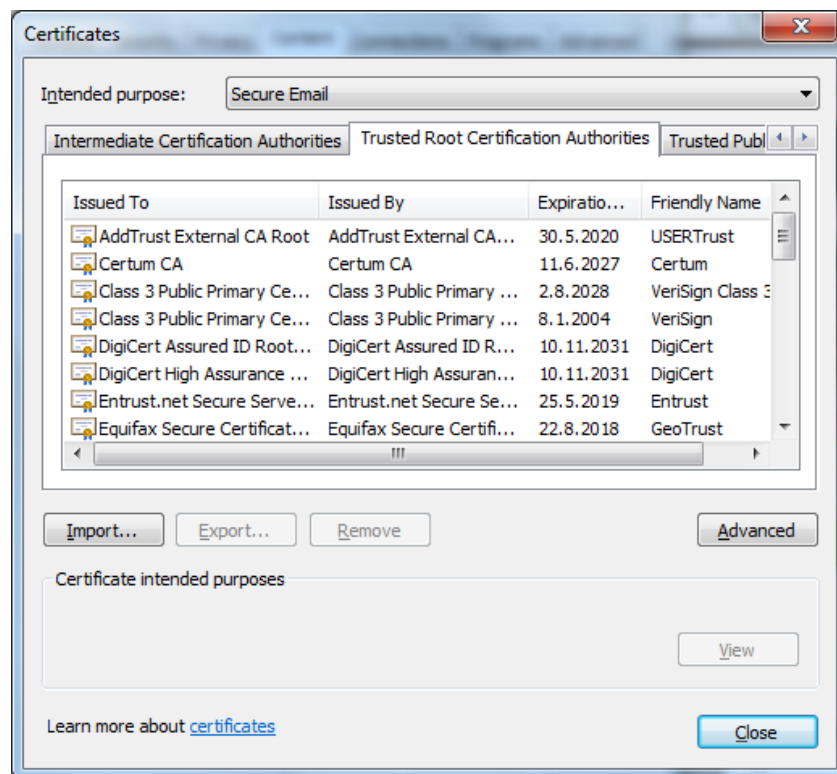 Certificates
Intended purpose: Secure Email
Intermediate Certification Authorities Trusted Root Certification Authorities Trusted Publ
Issued To Issued By Expiratio... Friendly Name
AddTrust External CA Root AddTrust External CA... 30.5.2020 USERTrust
Certum CA Certum CA 11.6.2027 Certum
Class 3 Public Primary Ce... Class 3 Public Primary ... 2.8.2028 VeriSign Class 3
Class 3 Public Primary Ce... Class 3 Public Primary ... 8.1.2004 VeriSign
DigiCert Assured ID Root... DigiCert Assured ID R... 10.11.2031 DigiCert
DigiCert High Assurance ... DigiCert High Assuran... 10.11.2031 DigiCert
Entrust.net Secure Serve... Entrust.net Secure Se... 25.5.2019 Entrust
Equifax Secure Certificat... Equifax Secure Certifi... 22.8.2018 GeoTrust
Import... Export... Remove Advanced
Certificate intended purposes
View
Learn more about certificates
Close